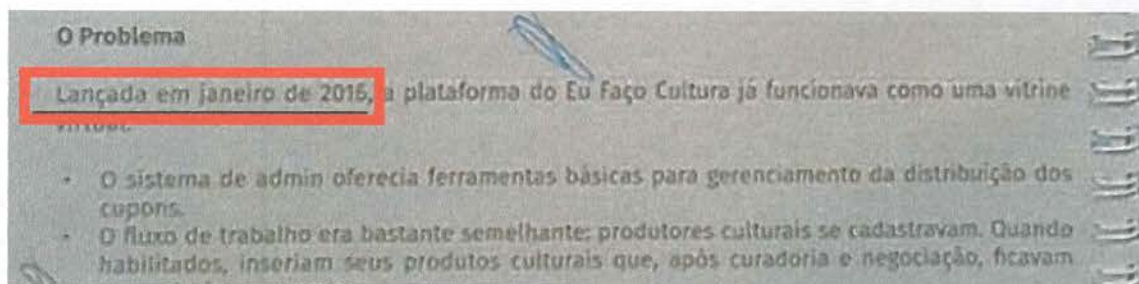 O Problema
Lançada em janeiro de 2016, a plataforma do Eu Faço Cultura já funcionava como uma vitrine
virtual.
• O sistema de admin oferecia ferramentas básicas para gerenciamento da distribuição dos
cupons.
• O fluxo de trabalho era bastante semelhante: produtores culturais se cadastravam. Quando
habilitados, inseriam seus produtos culturais que, após curadoria e negociação, ficavam